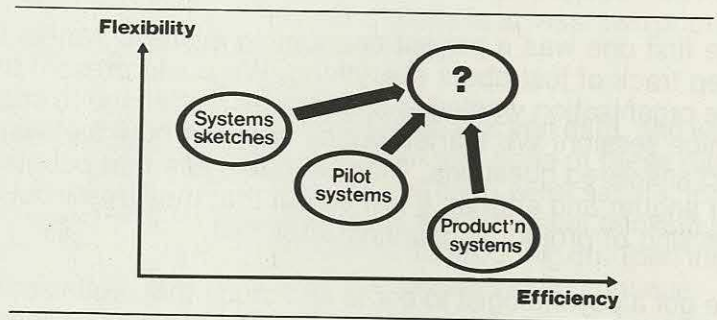 Flexibility
?
Systems
sketches
Pilot
systems
Product'n
systems
Efficiency